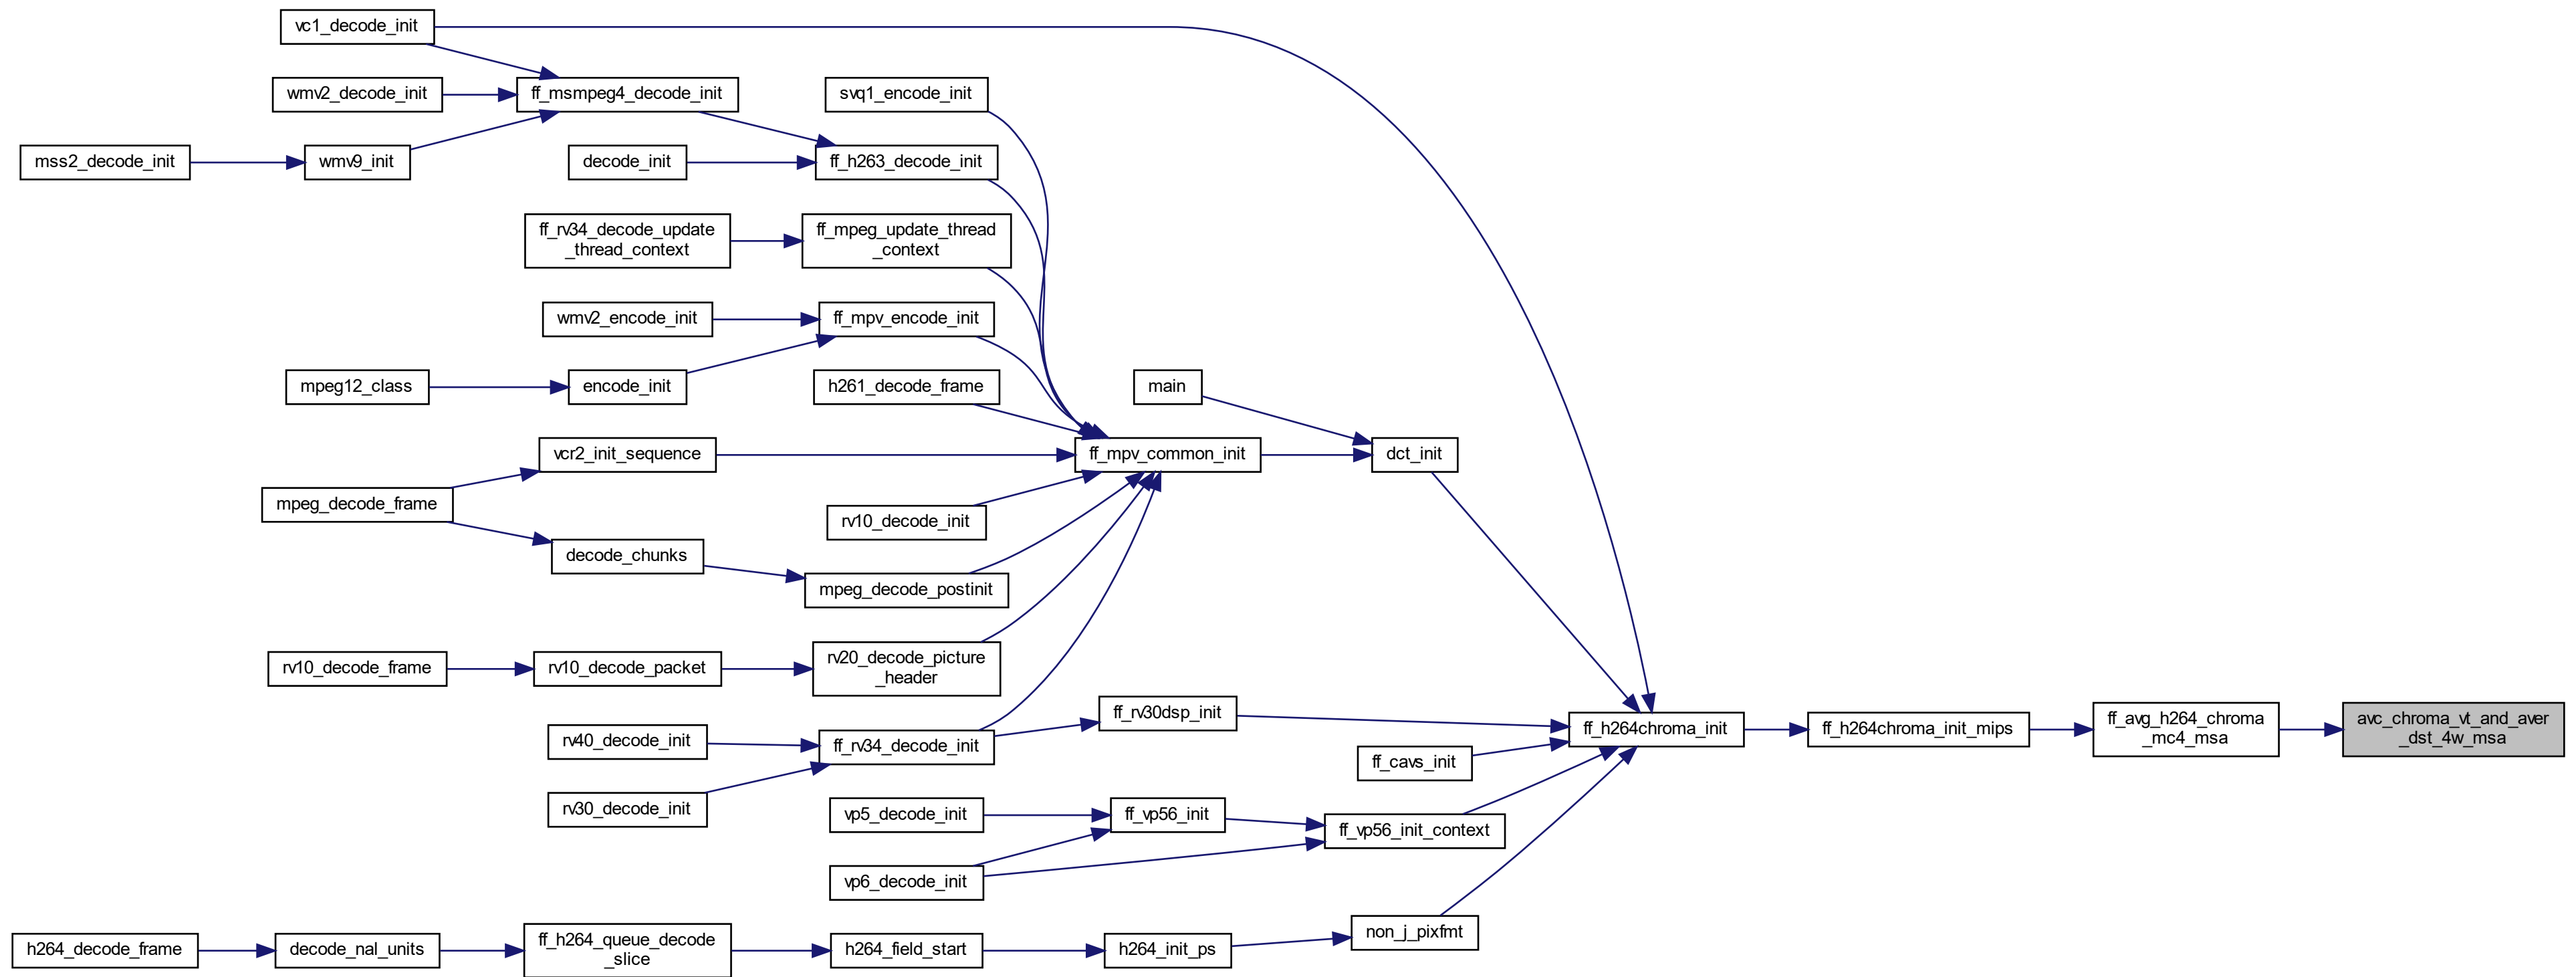 vc1_decode_init
wmv2_decode_init
ff_msmpeg4_decode_init
svq1_encode_init
mss2_decode_init
wmv9_init
decode_init
ff_h263_decode_init
ff_rv34_decode_update
_thread_context
ff_mpeg_update_thread
_context
wmv2_encode_init
ff_mpv_encode_init
mpeg12_class
encode_init
h261_decode_frame
main
vcr2_init_sequence
ff_mpv_common_init
dct_init
mpeg_decode_frame
rv10_decode_init
decode_chunks
mpeg_decode_postinit
rv10_decode_frame
rv10_decode_packet
rv20_decode_picture
_header
ff_rv30dsp_init
rv40_decode_init
ff_rv34_decode_init
ff_cavs_init
ff_h264chroma_init
ff_h264chroma_init_mips
ff_avg_h264_chroma
_mc4_msa
avc_chroma_vt_and_aver
_dst_4w_msa
rv30_decode_init
vp5_decode_init
ff_vp56_init
ff_vp56_init_context
vp6_decode_init
h264_decode_frame
decode_nal_units
ff_h264_queue_decode
_slice
h264_field_start
h264_init_ps
non_j_pixfmt